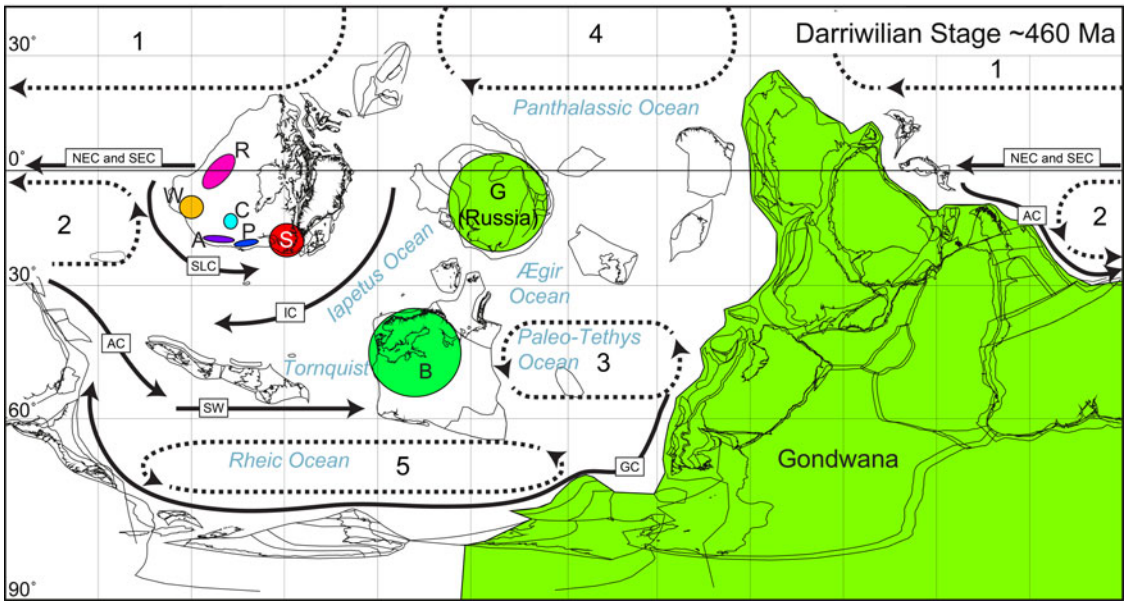 1
4
Darriwilian Stage ~460 Ma
30°
1
Panthalassic Ocean
0°
NEC and SEC
R
NEC and SEC
W
G
(Russia)
2
C
A
P
S
AC
2
SLC
30°
Iapetus Ocean
Ægir
Ocean
IC
AC
Paleo-Tethys
Ocean
3
Tornquist
B
SW
60°
Rheic Ocean
5
GC
Gondwana
90°